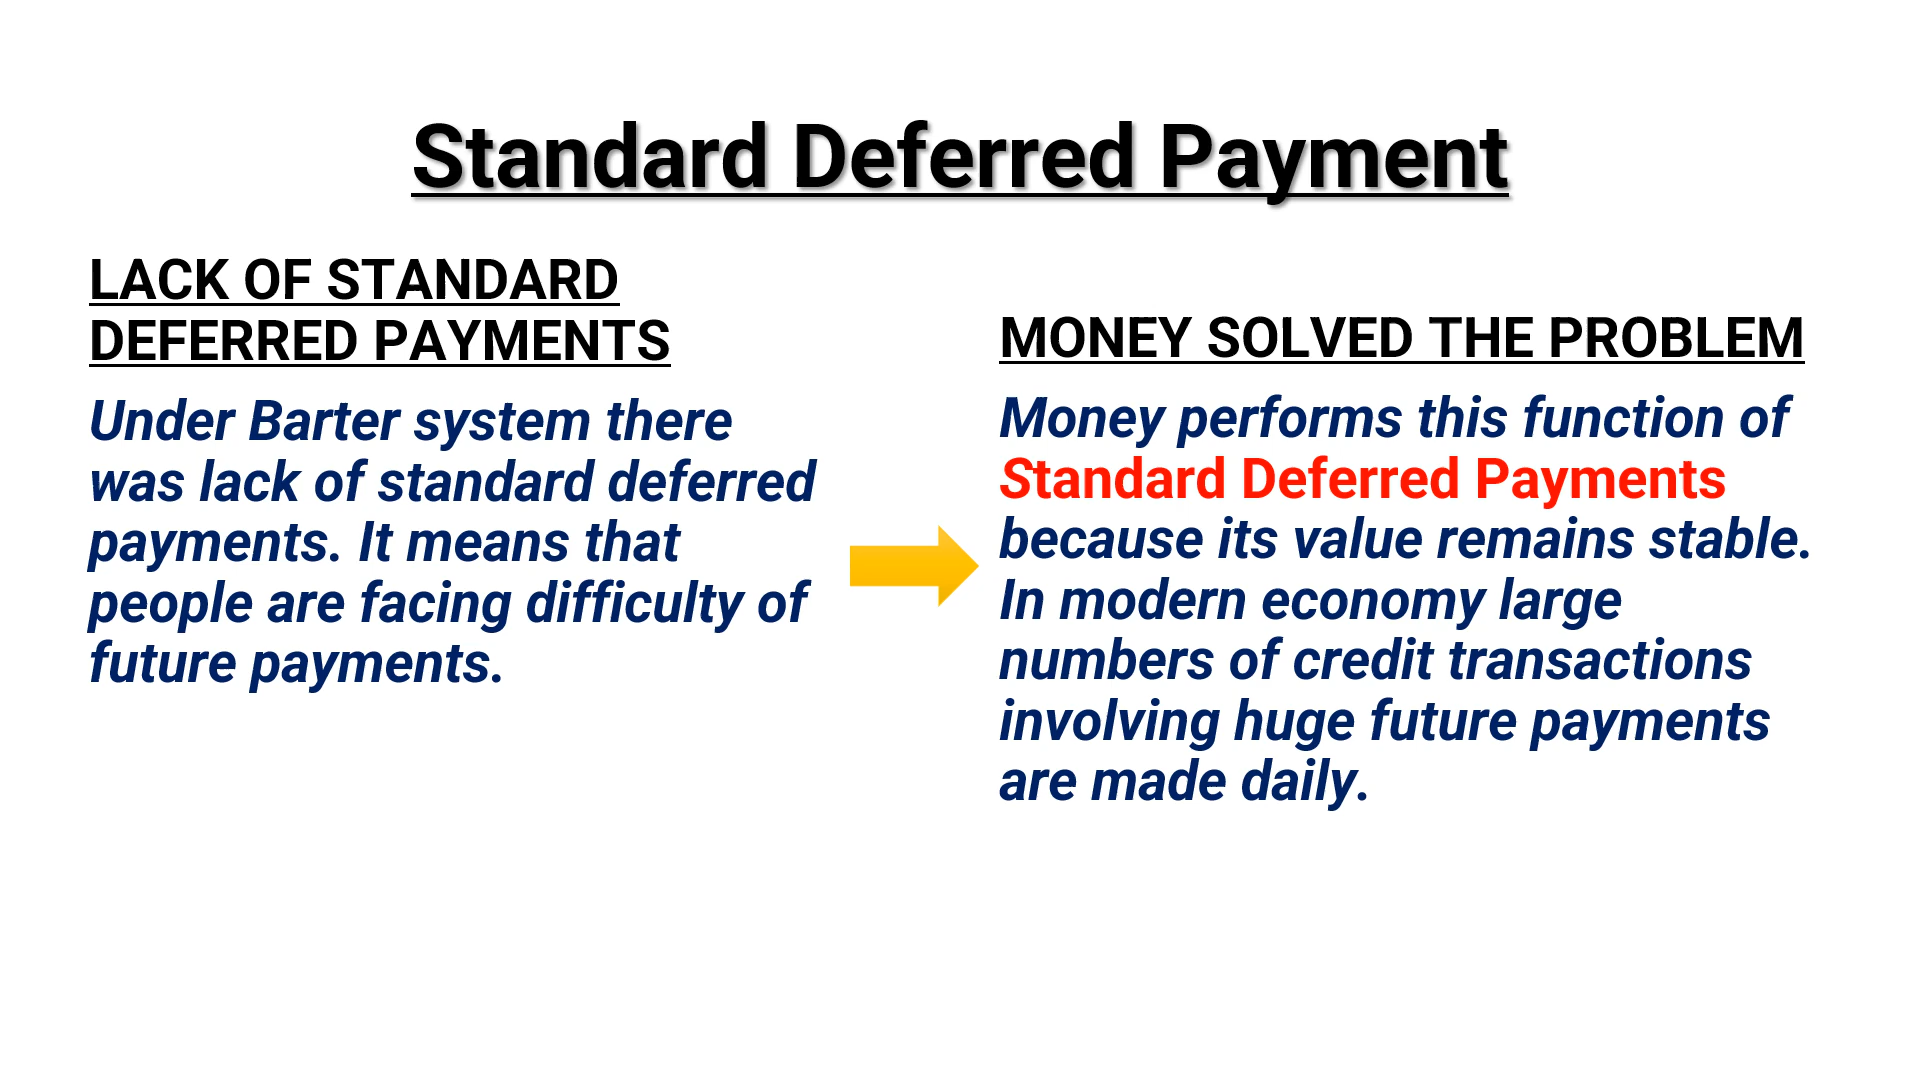 Standard Deferred Payment
LACK OF STANDARD
DEFERRED PAYMENTS
Under Barter system there
was lack of standard deferred
payments. It means that
people are facing difficulty of
future payments.
MONEY SOLVED THE PROBLEM
Money performs this function of
Standard Deferred Payments
because its value remains stable.
In modern economy large
numbers of credit transactions
involving huge future payments
are made daily.